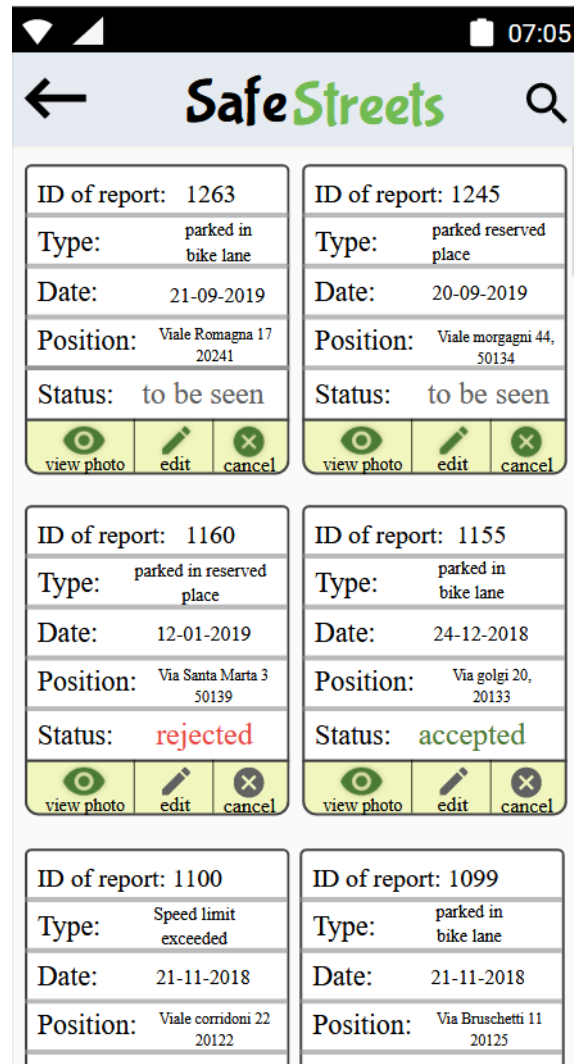 07:05
SafeStreets
ID of report: 1263
Type: parked in
bike lane
Date: 21-09-2019
Position: Viale Romagna 17
20241
Status: to be seen
view photo edit cancel
ID of report: 1245
Type: parked reserved
place
Date: 20-09-2019
Position: Viale morgagni 44,
50134
Status: to be seen
view photo edit cancel
ID of report: 1160
Type: parked in reserved
place
Date: 12-01-2019
Position: Via Santa Marta 3
50139
Status: rejected
view photo edit cancel
ID of report: 1155
Type: parked in
bike lane
Date: 24-12-2018
Position: Via golgi 20,
20133
Status: accepted
view photo edit cancel
ID of report: 1100
Type: Speed limit
exceeded
Date: 21-11-2018
Position: Viale corridoni 22
20122
ID of report: 1099
Type: parked in
bike lane
Date: 21-11-2018
Position: Via Bruschetti 11
20125